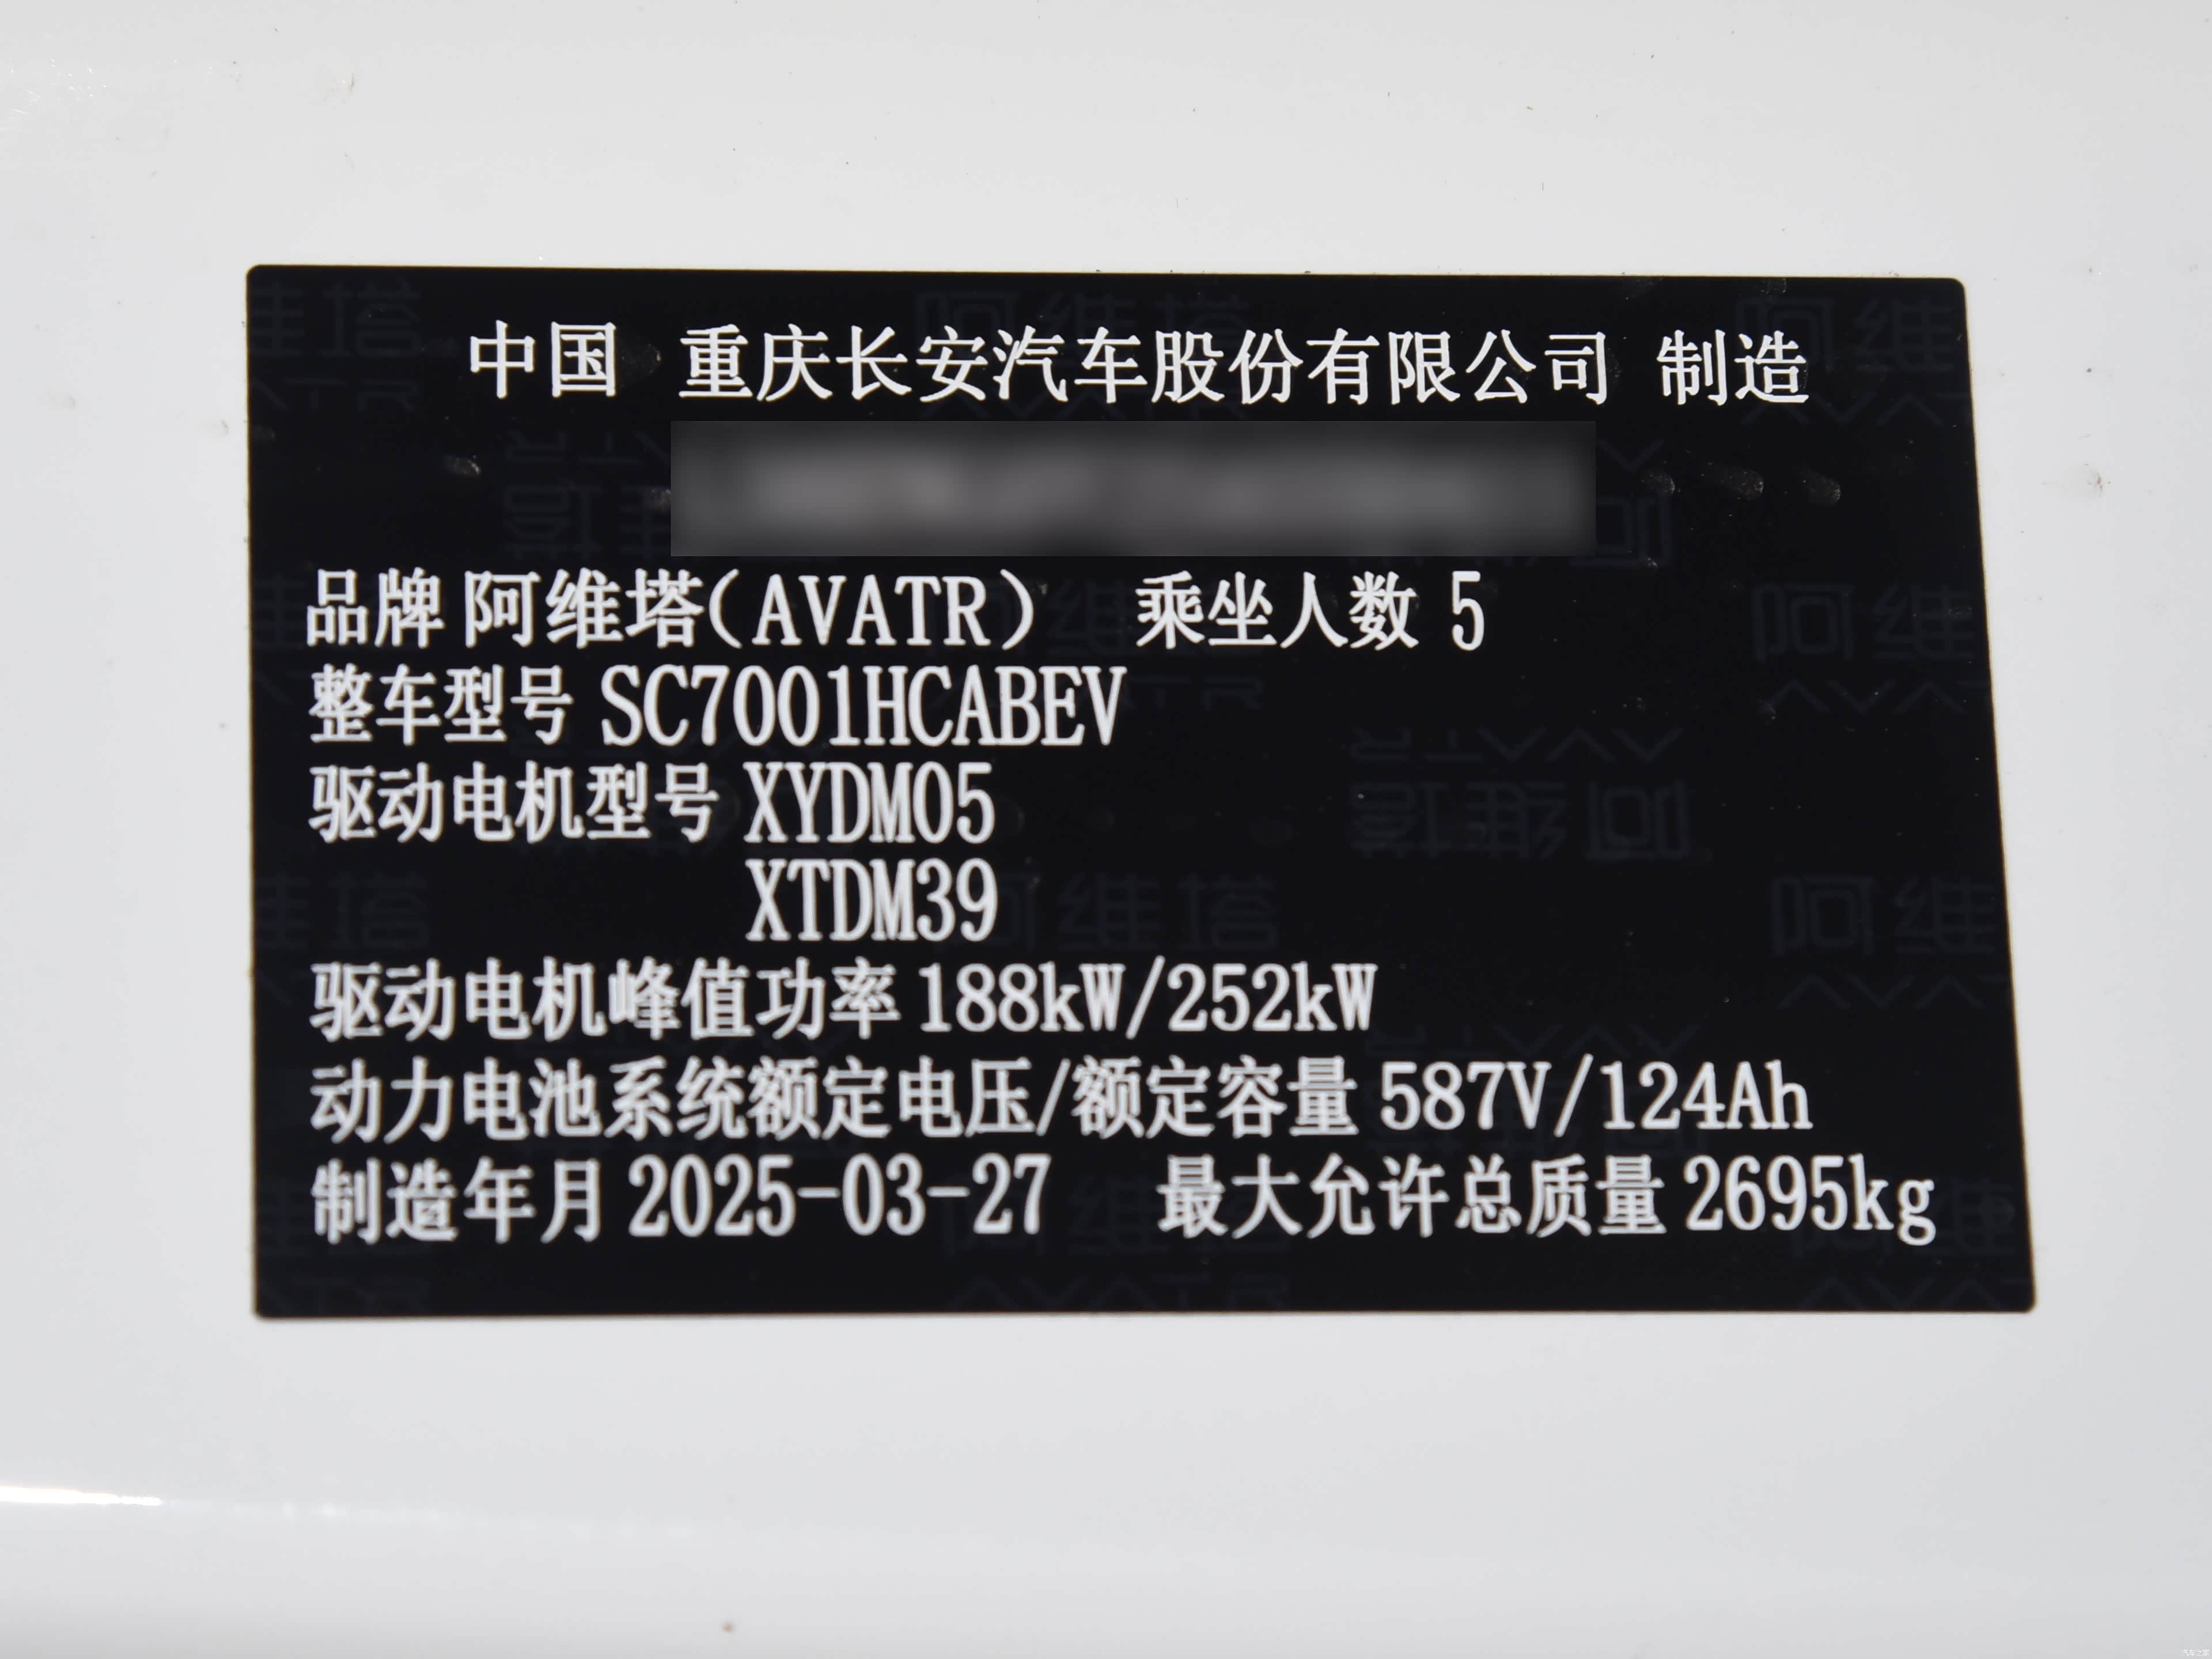 中国 重庆长安汽车股份有限公司 制造
品牌 阿维塔(AVATR) 乘坐人数 5
整车型号 SC7001HCABEV
驱动电机型号 XYDM05
XTDM39
驱动电机峰值功率 188kW/252kW
动力电池系统额定电压/额定容量 587V/124Ah
制造年月 2025-03-27 最大允许总质量 2695kg
汽车之家